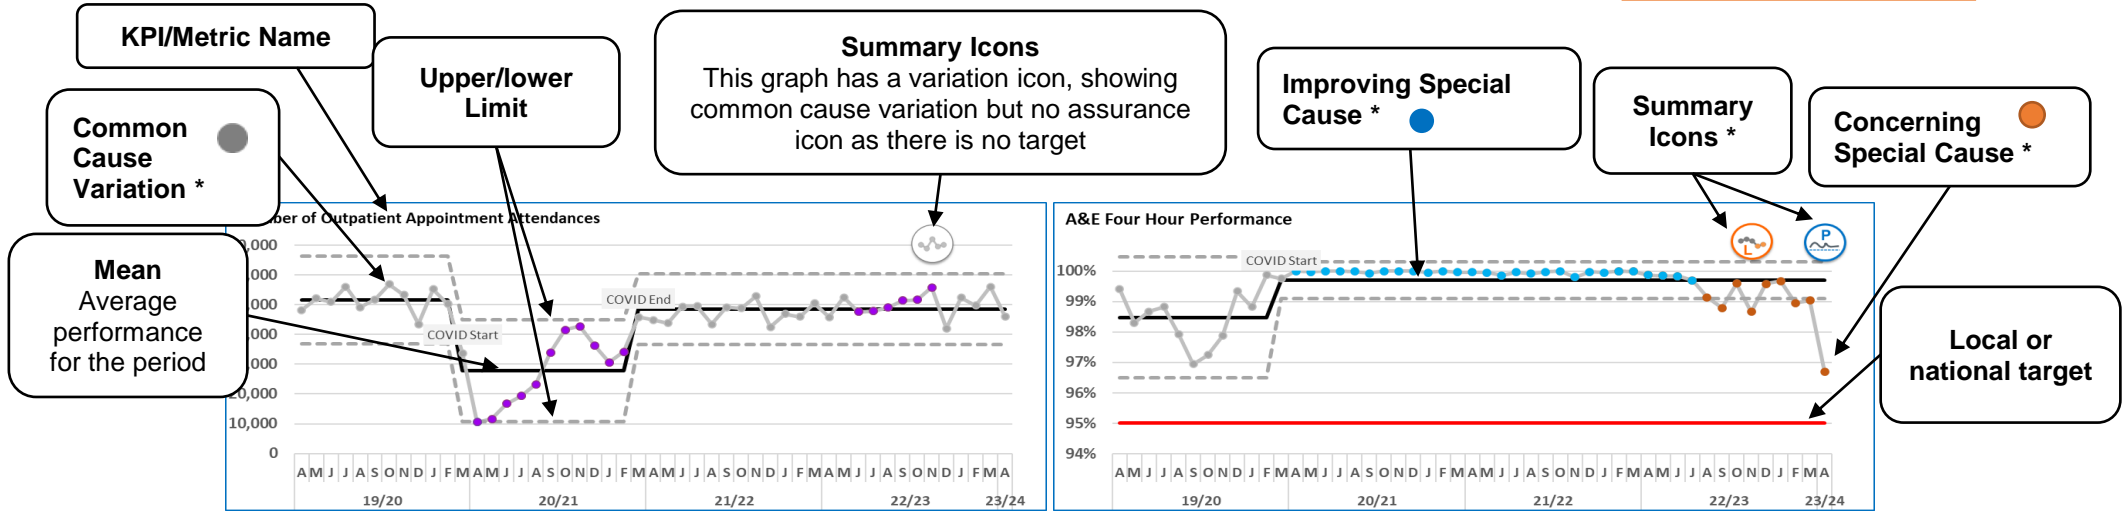 KPI/Metric Name
Common
Cause
Variation *
Mean
Average
performance
for the period
Upper/lower
Limit
Summary Icons
This graph has a variation icon, showing
common cause variation but no assurance
icon as there is no target
Improving Special
Cause *
Summary
Icons *
Concerning
Special Cause *
Local or
national target
ber of Outpatient Appointment Attendances
COVID Start
COVID End
20,000
10,000
0
A M J J A S O N D J F M A M J J A S O N D J F M A M J J A S O N D J F M A M J J A S O N D J F M A
19/20 20/21 21/22 22/23 23/24
A&E Four Hour Performance
L
P
COVID Start
100%
99%
98%
97%
96%
95%
94%
A M J J A S O N D J F M A M J J A S O N D J F M A M J J A S O N D J F M A M J J A S O N D J F M A
19/20 20/21 21/22 22/23 23/24